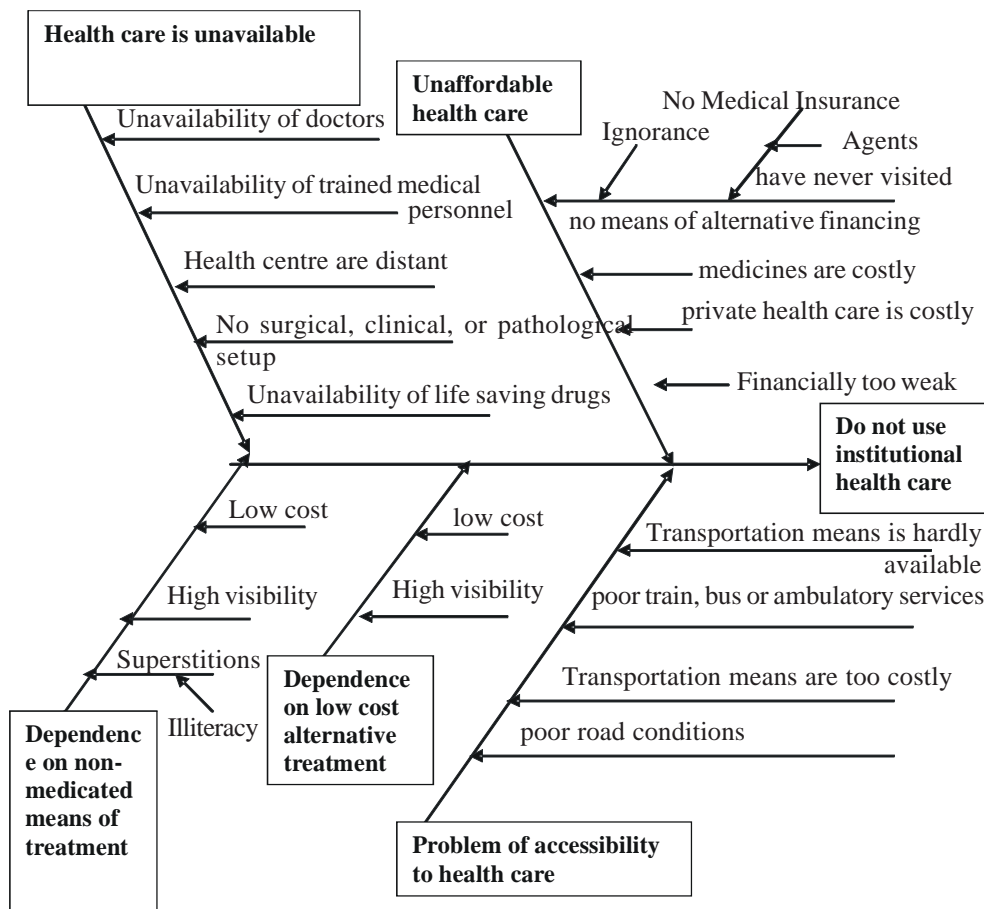 Health care is unavailable
Unaffordable
health care
No Medical Insurance
Ignorance
Agents
have never visited
no means of alternative financing
medicines are costly
private health care is costly
Financially too weak
Unavailability of doctors
Unavailability of trained medical
personnel
Health centre are distant
No surgical, clinical, or pathological
setup
Unavailability of life saving drugs
Do not use
institutional
health care
Low cost
High visibility
Superstitions
Illiteracy
Dependenc
e on non-
medicated
means of
treatment
low cost
High visibility
Dependence
on low cost
alternative
treatment
Transportation means is hardly
available
poor train, bus or ambulatory services
Transportation means are too costly
poor road conditions
Problem of accessibility
to health care